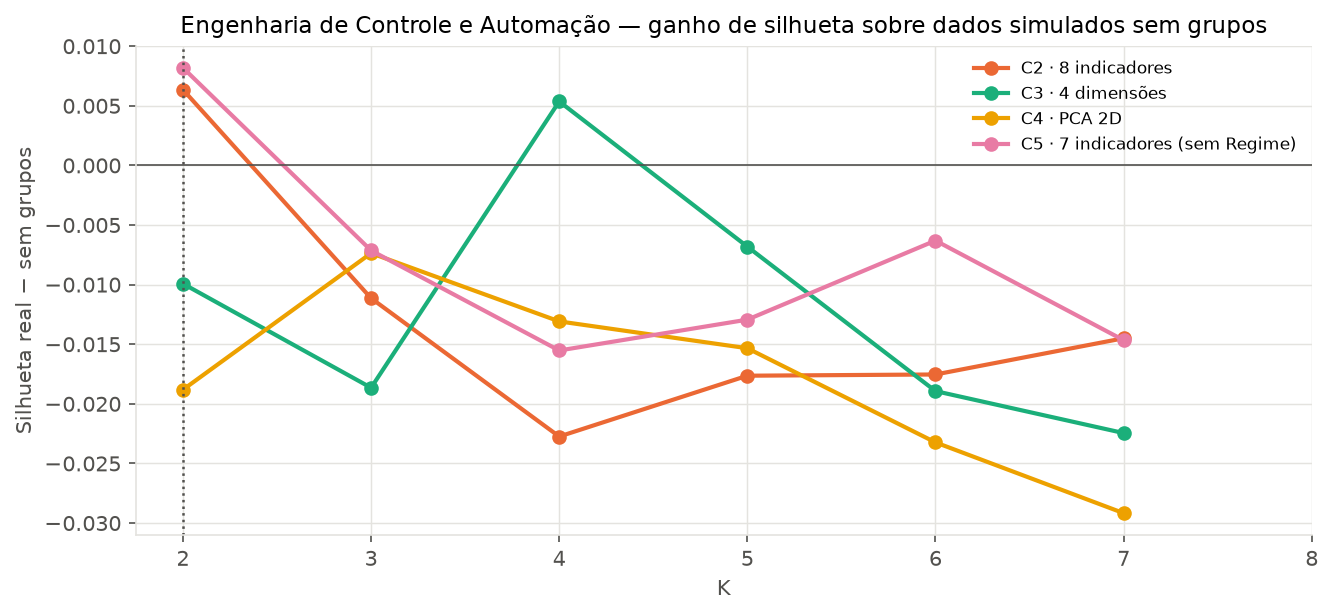 Engenharia de Controle e Automação — ganho de silhueta sobre dados simulados sem grupos
Silhueta real − sem grupos
0.010
0.005
0.000
−0.005
−0.010
−0.015
−0.020
−0.025
−0.030
C2 · 8 indicadores
C3 · 4 dimensões
C4 · PCA 2D
C5 · 7 indicadores (sem Regime)
2 3 4 5 6 7 8
K